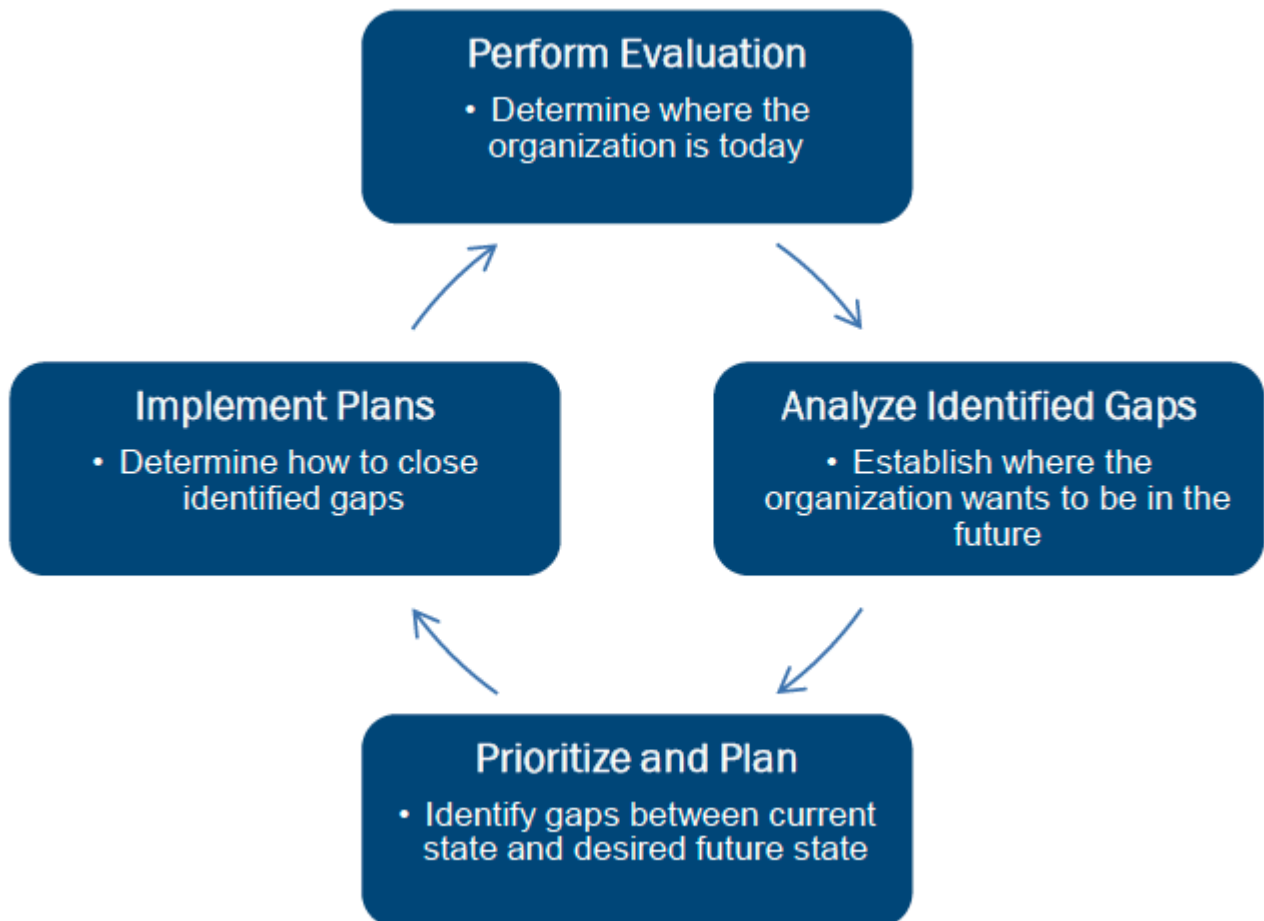 Perform Evaluation
• Determine where the
organization is today
Implement Plans
• Determine how to close
identified gaps
Analyze Identified Gaps
• Establish where the
organization wants to be in the
future
Prioritize and Plan
• Identify gaps between current
state and desired future state